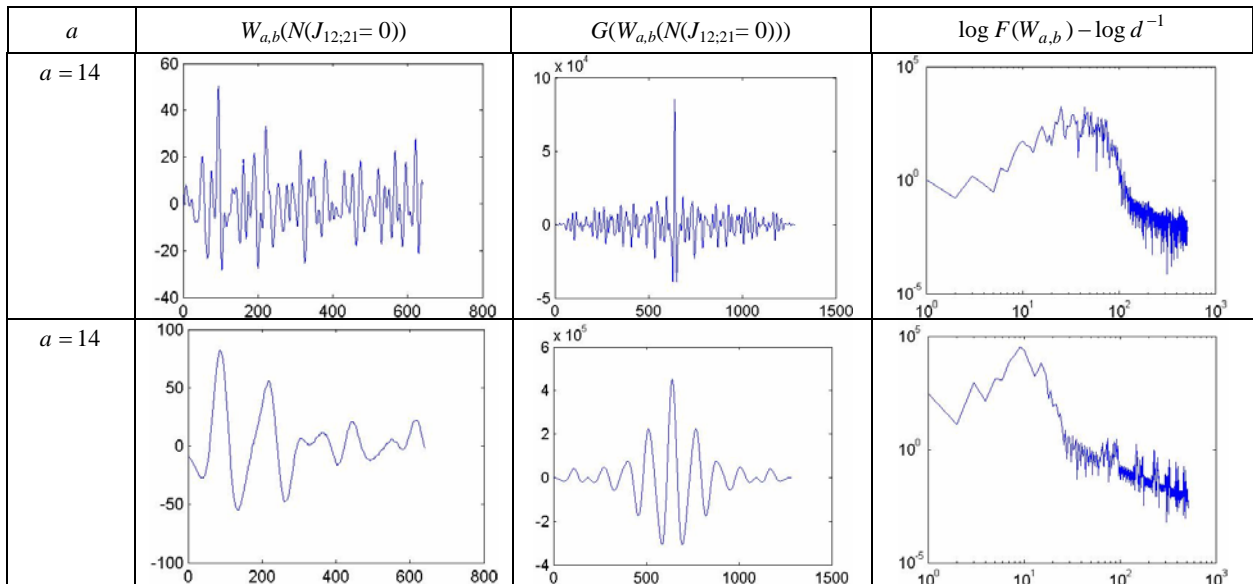 a W_{a,b}(N(J_{12;21}= 0)) G(W_{a,b}(N(J_{12;21}= 0))) log F(W_{a,b}) – log d^{-1}
a = 14
60
40
20
0
-20
-40
0 200 400 600 800
x 10^4
10
5
0
-5
0 500 1000 1500
10^5
10^0
10^-5
10^0 10^1 10^2 10^3
a = 14
100
50
0
-50
-100
0 200 400 600 800
x 10^5
6
4
2
0
-2
-4
0 500 1000 1500
10^5
10^0
10^-5
10^0 10^1 10^2 10^3